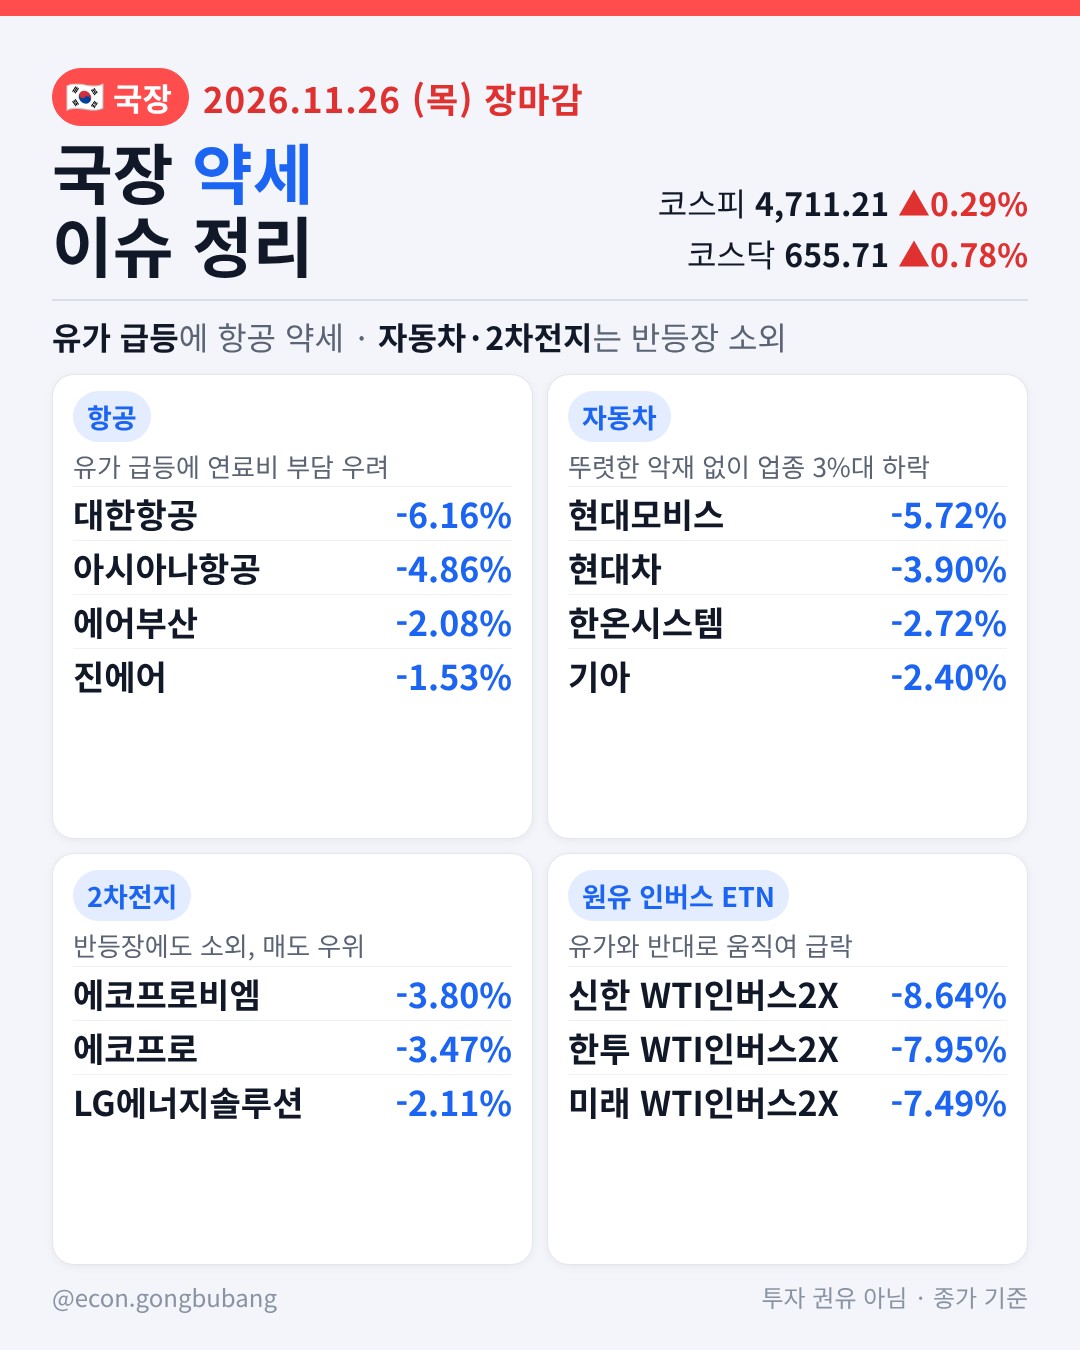 국장 2026.11.26 (목) 장마감
국장 약세
이슈 정리
코스피 4,711.21 ▲0.29%
코스닥 655.71 ▲0.78%
유가 급등에 항공 약세 · 자동차·2차전지는 반등장 소외
항공
유가 급등에 연료비 부담 우려
대한항공 -6.16%
아시아나항공 -4.86%
에어부산 -2.08%
진에어 -1.53%
자동차
뚜렷한 악재 없이 업종 3%대 하락
현대모비스 -5.72%
현대차 -3.90%
한온시스템 -2.72%
기아 -2.40%
2차전지
반등장에도 소외, 매도 우위
에코프로비엠 -3.80%
에코프로 -3.47%
LG에너지솔루션 -2.11%
원유 인버스 ETN
유가와 반대로 움직여 급락
신한 WTI인버스2X -8.64%
한투 WTI인버스2X -7.95%
미래 WTI인버스2X -7.49%
@econ.gongbubang
투자 권유 아님 · 종가 기준